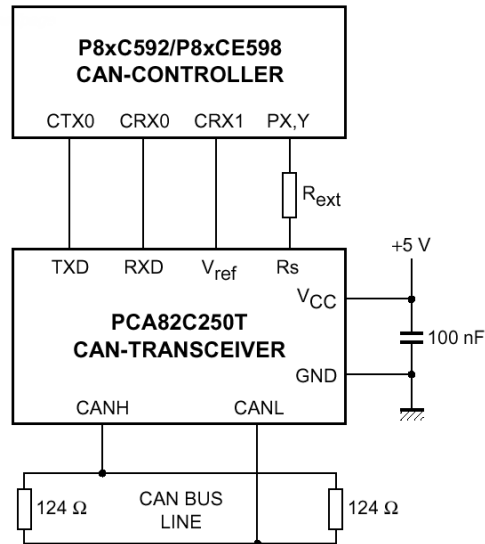 P8xC592/P8xCE598
CAN-CONTROLLER
CTX0 CRX0 CRX1 PX,Y
Rext
+5 V
TXD RXD Vref Rs
VCC
PCA82C250T
CAN-TRANSCEIVER
100 nF
GND
CANH CANL
124 Ω CAN BUS LINE 124 Ω